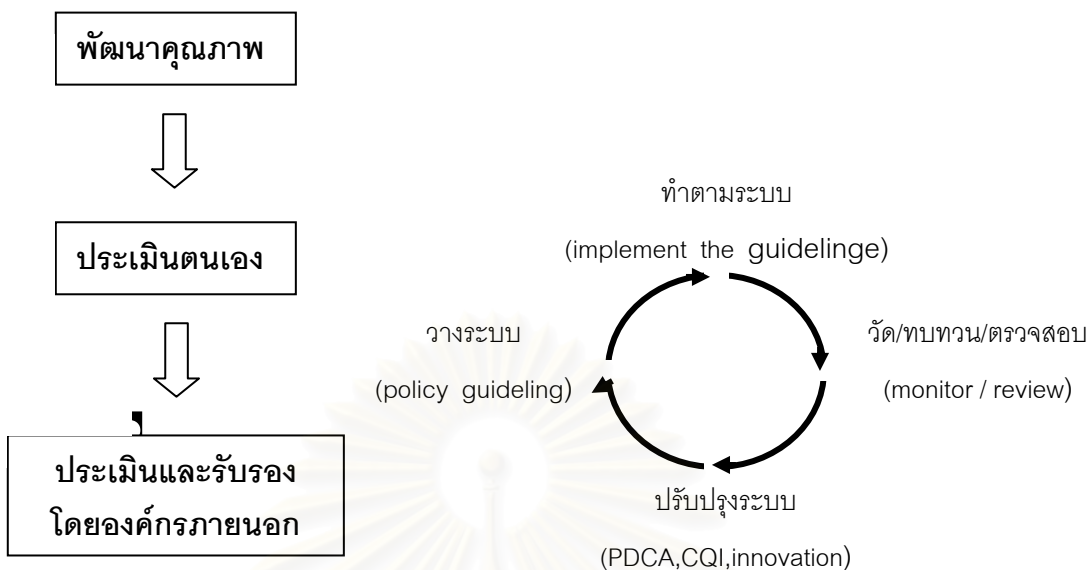 พัฒนาคุณภาพ
ประเมินตนเอง
ประเมินและรับรอง
โดยองค์กรภายนอก
ทำตามระบบ
(implement the guidelinge)
วัด/ทบทวน/ตรวจสอบ
(monitor / review)
ปรับปรุงระบบ
(PDCA,CQI,innovation)
วางระบบ
(policy guideling)